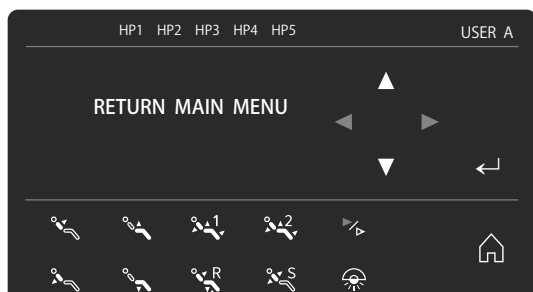 HP1 HP2 HP3 HP4 HP5 USER A
RETURN MAIN MENU
1 2
R S